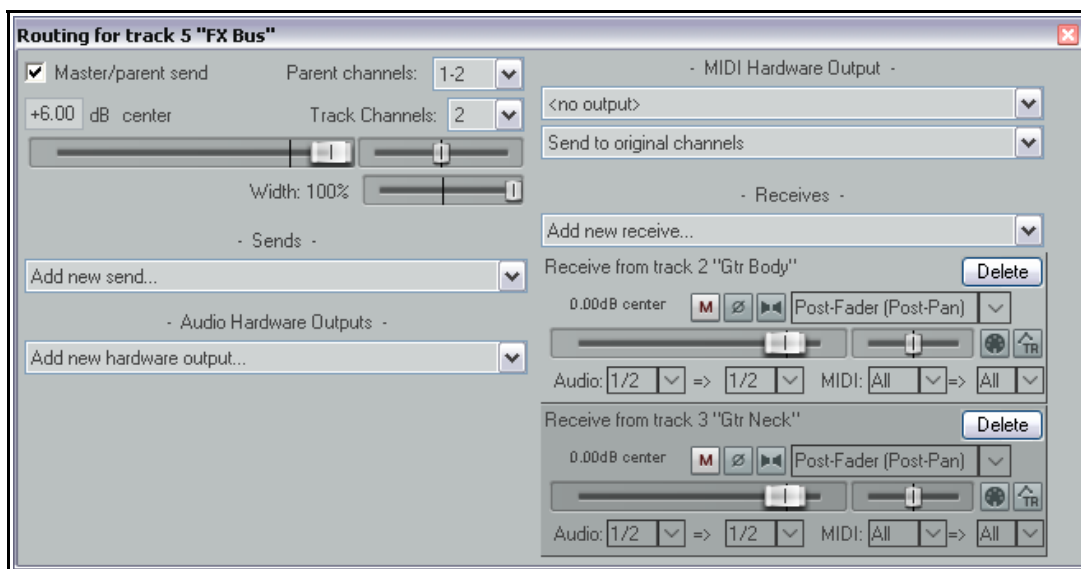 Routing for track 5 "FX Bus"
Master/parent send Parent channels: 1-2
+6.00 dB center Track Channels: 2
Width: 100%
- Sends -
Add new send...
- Audio Hardware Outputs -
Add new hardware output...
- MIDI Hardware Output -
<no output>
Send to original channels
- Receives -
Add new receive...
Receive from track 2 "Gtr Body" Delete
0.00dB center M Ø Post-Fader (Post-Pan)
TR
Audio: 1/2 => 1/2 MIDI: All => All
Receive from track 3 "Gtr Neck" Delete
0.00dB center M Ø Post-Fader (Post-Pan)
TR
Audio: 1/2 => 1/2 MIDI: All => All